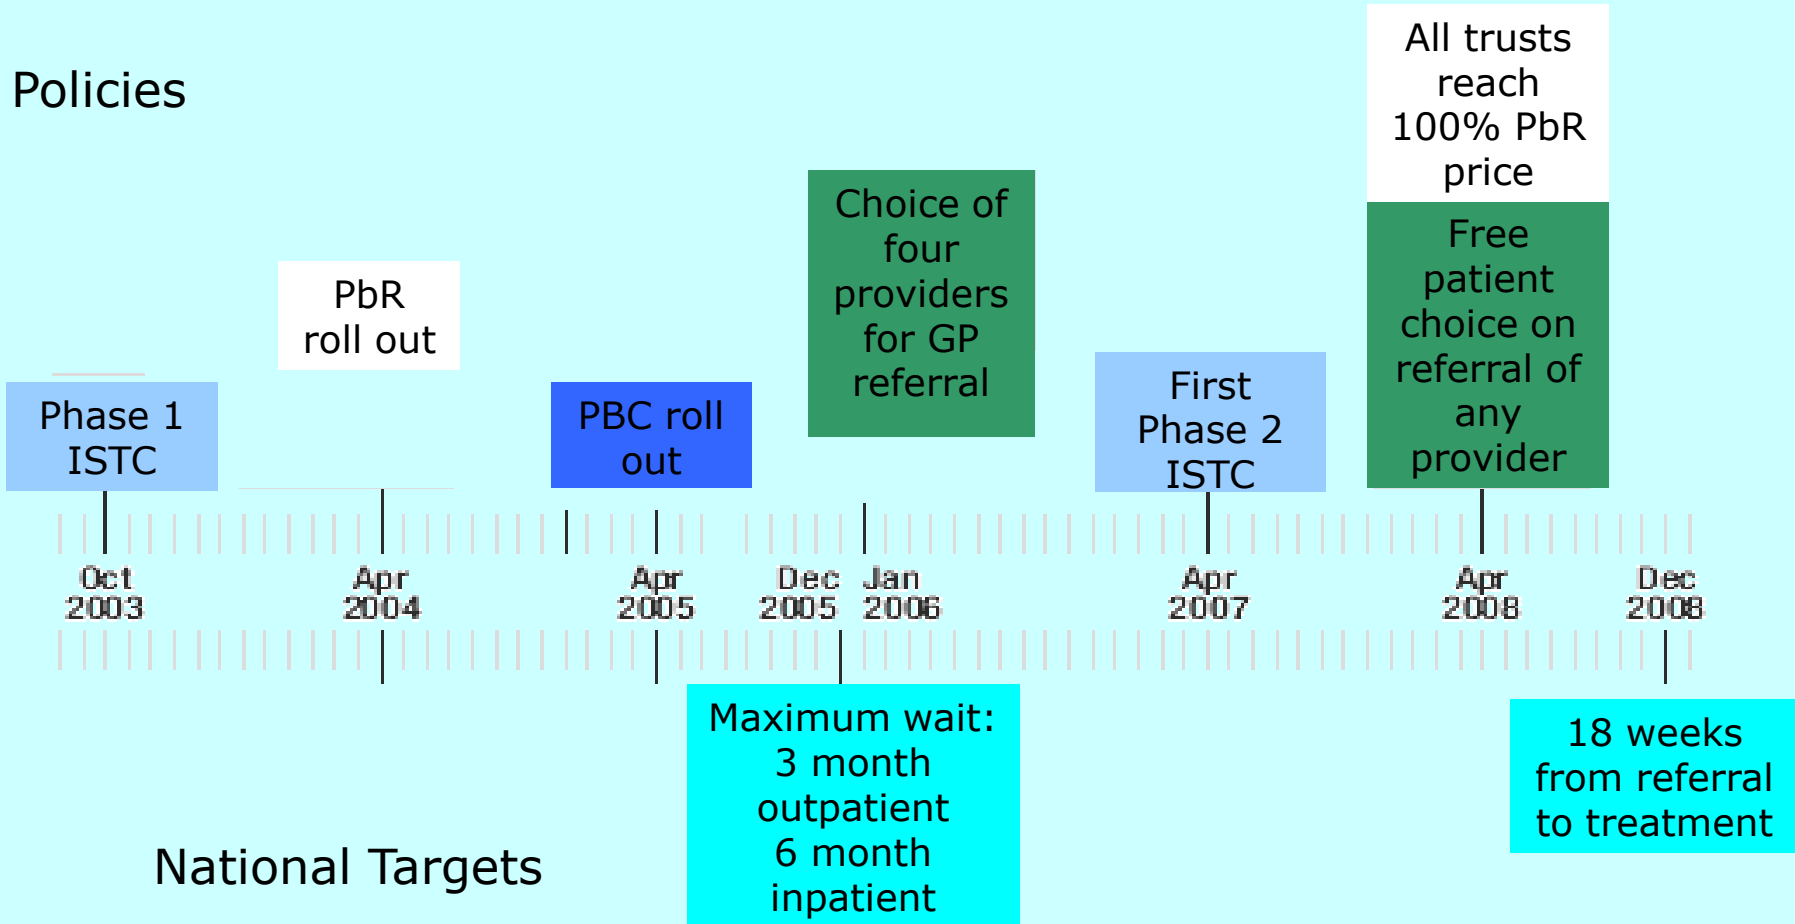 Policies
All trusts
reach
100% PbR
price
Choice of
four
providers
for GP
referral
Free
patient
choice on
referral of
any
provider
PbR
roll out
Phase 1
ISTC
PBC roll
out
First
Phase 2
ISTC
Oct
2003
Apr
2004
Apr
2005
Dec
2005
Jan
2006
Apr
2007
Apr
2008
Dec
2008
Maximum wait:
3 month
outpatient
6 month
inpatient
18 weeks
from referral
to treatment
National Targets